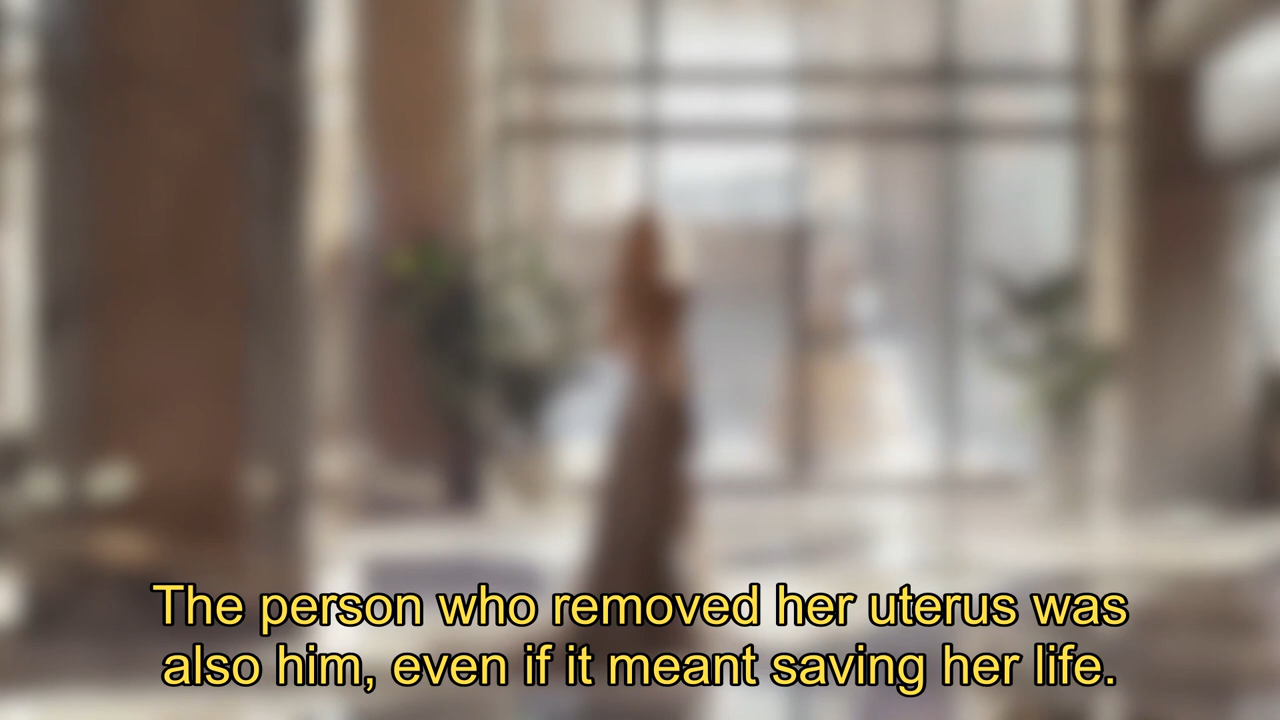 The person who removed her uterus was
also him, even if it meant saving her life.